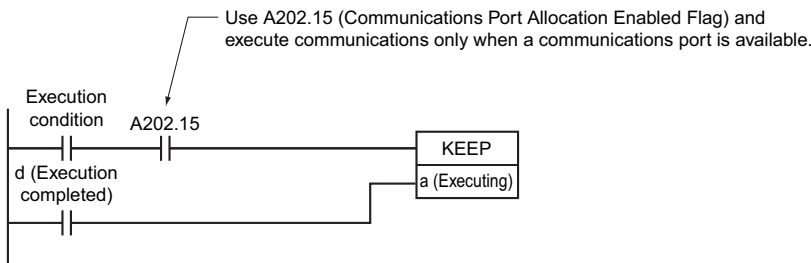 Use A202.15 (Communications Port Allocation Enabled Flag) and
execute communications only when a communications port is available.
Execution
condition
A202.15
KEEP
d (Execution
completed)
a (Executing)